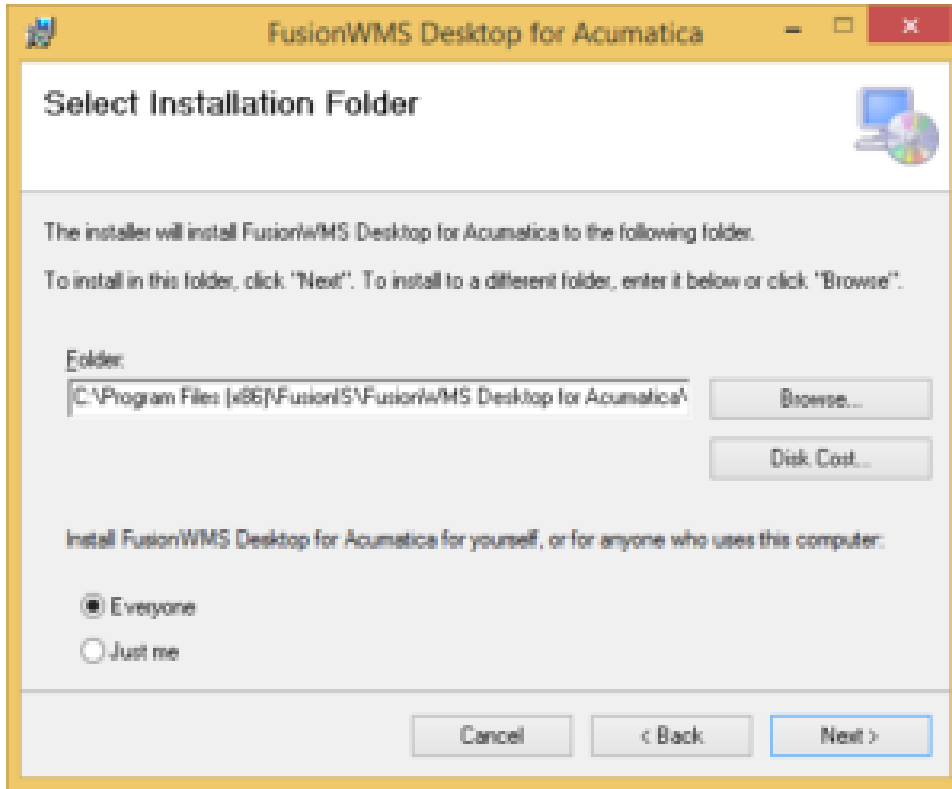 FusionWMS Desktop for Acumatica
Select Installation Folder
The installer will install FusionWMS Desktop for Acumatica to the following folder.
To install in this folder, click "Next". To install to a different folder, enter it below or click "Browse".
Folder:
C:\Program Files (x86)\FusionIS\FusionWMS Desktop for Acumatica\
Browse...
Disk Cost...
Install FusionWMS Desktop for Acumatica for yourself, or for anyone who uses this computer:
Everyone
Just me
Cancel
< Back
Next >